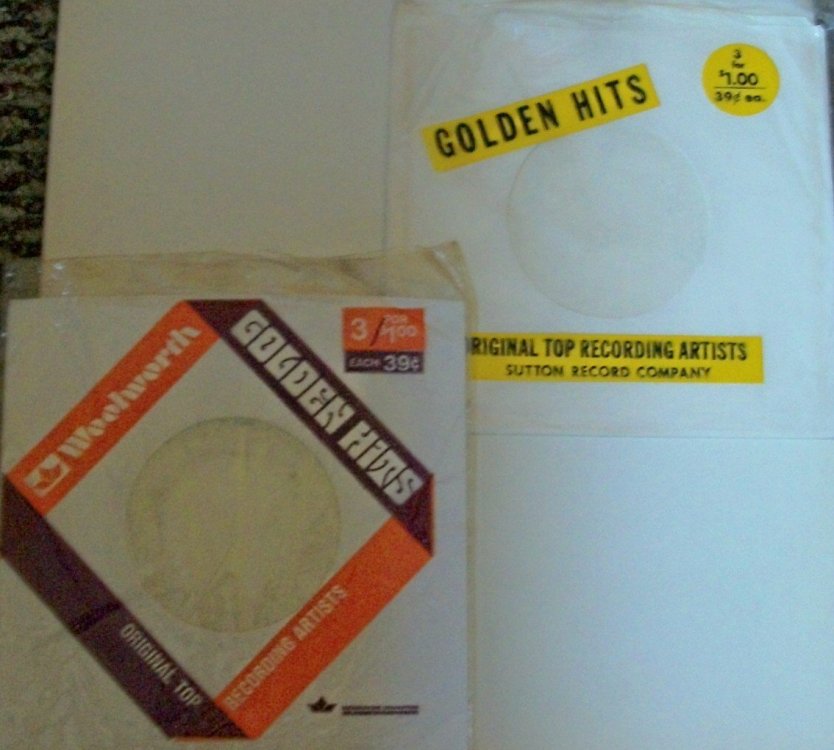 GOLDEN HITS
3
for
$1.00
39¢ ea.
RIGINAL TOP RECORDING ARTISTS
SUTTON RECORD COMPANY
Woolworth
GOLDEN HITS
3/FOR $1.00
EACH 39¢
ORIGINAL TOP
RECORDING ARTISTS